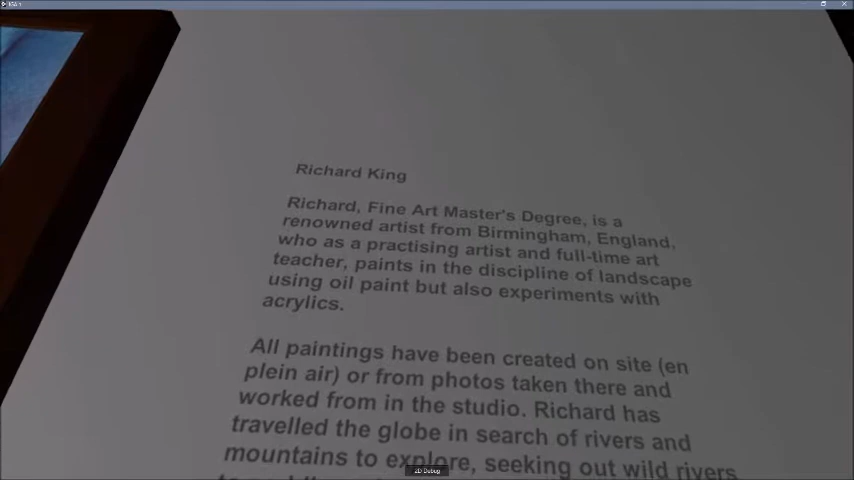 Richard King
Richard, Fine Art Master's Degree, is a
renowned artist from Birmingham, England,
who as a practising artist and full-time art
teacher, paints in the discipline of landscape
using oil paint but also experiments with
acrylics.
All paintings have been created on site (en
plein air) or from photos taken there and
worked from in the studio. Richard has
travelled the globe in search of rivers and
mountains to explore, seeking out wild rivers
2D Debug